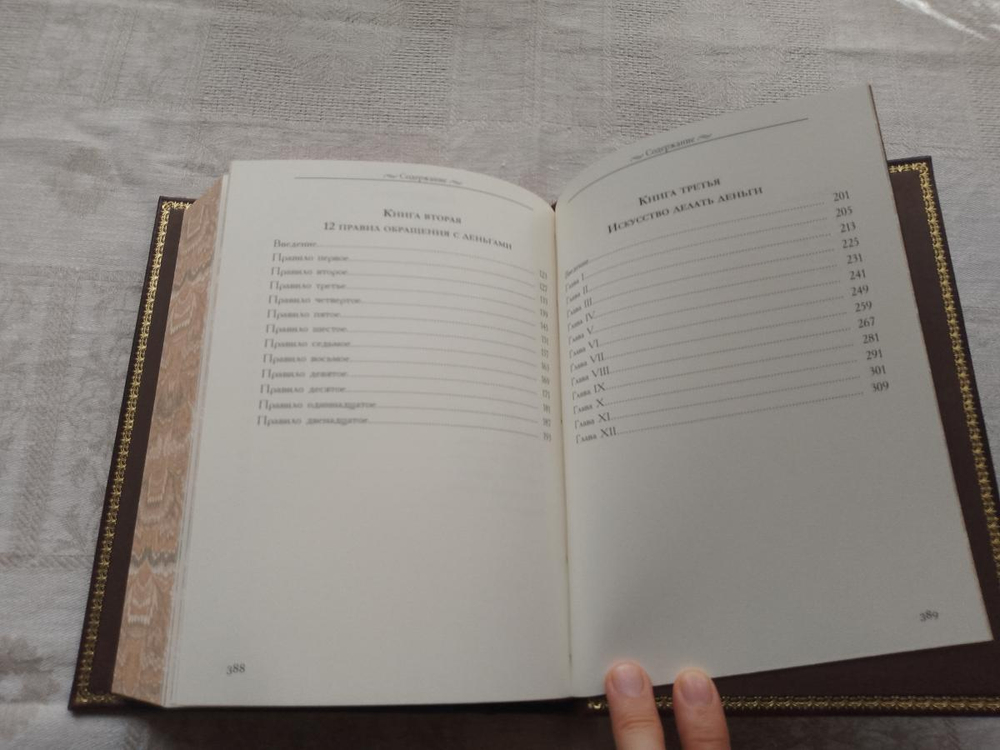 Содержание
Книга вторая
12 правил обращения с деньгами
Введение
Правило первое 121
Правило второе 127
Правило третье
Правило четвертое
Правило пятое
Правило шестое
Правило седьмое
Правило восьмое
Правило девятое
Правило десятое
Правило одиннадцатое
Правило двенадцатое
388
Содержание
Книга третья
Искусство делать деньги
Введение 201
Глава I 205
Глава II 213
Глава III 225
Глава IV 231
Глава V 241
Глава VI 249
Глава VII 259
Глава VIII 267
Глава IX 281
Глава X 291
Глава XI 301
Глава XII 309
389